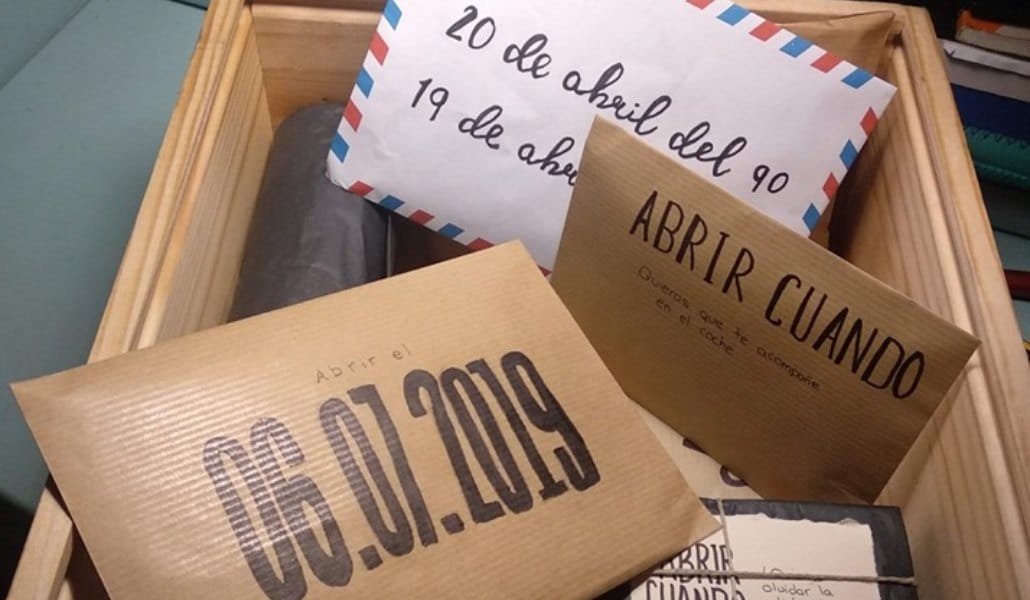 20 de abril del 90
19 de
ABRIR CUANDO
Quieras que te acompañe
en el coche
Abrir el
06.07.2019
ABRIR
CUANDO
olvidar la